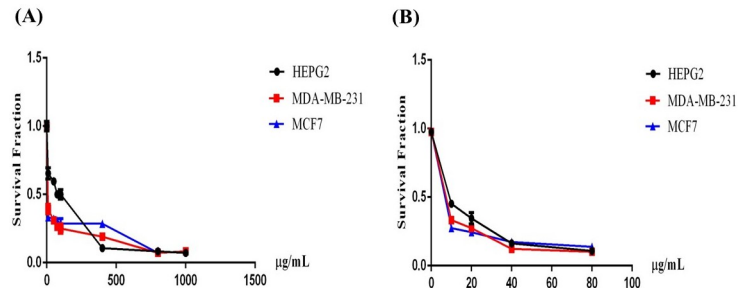 (A)
1.5
1.0
0.5
0.0
Survival Fraction
0
500
1000
1500
μg/mL
HEPG2
MDA-MB-231
MCF7
(B)
1.5
1.0
0.5
0.0
Survival Fraction
0
20
40
60
80
100
μg/mL
HEPG2
MDA-MB-231
MCF7